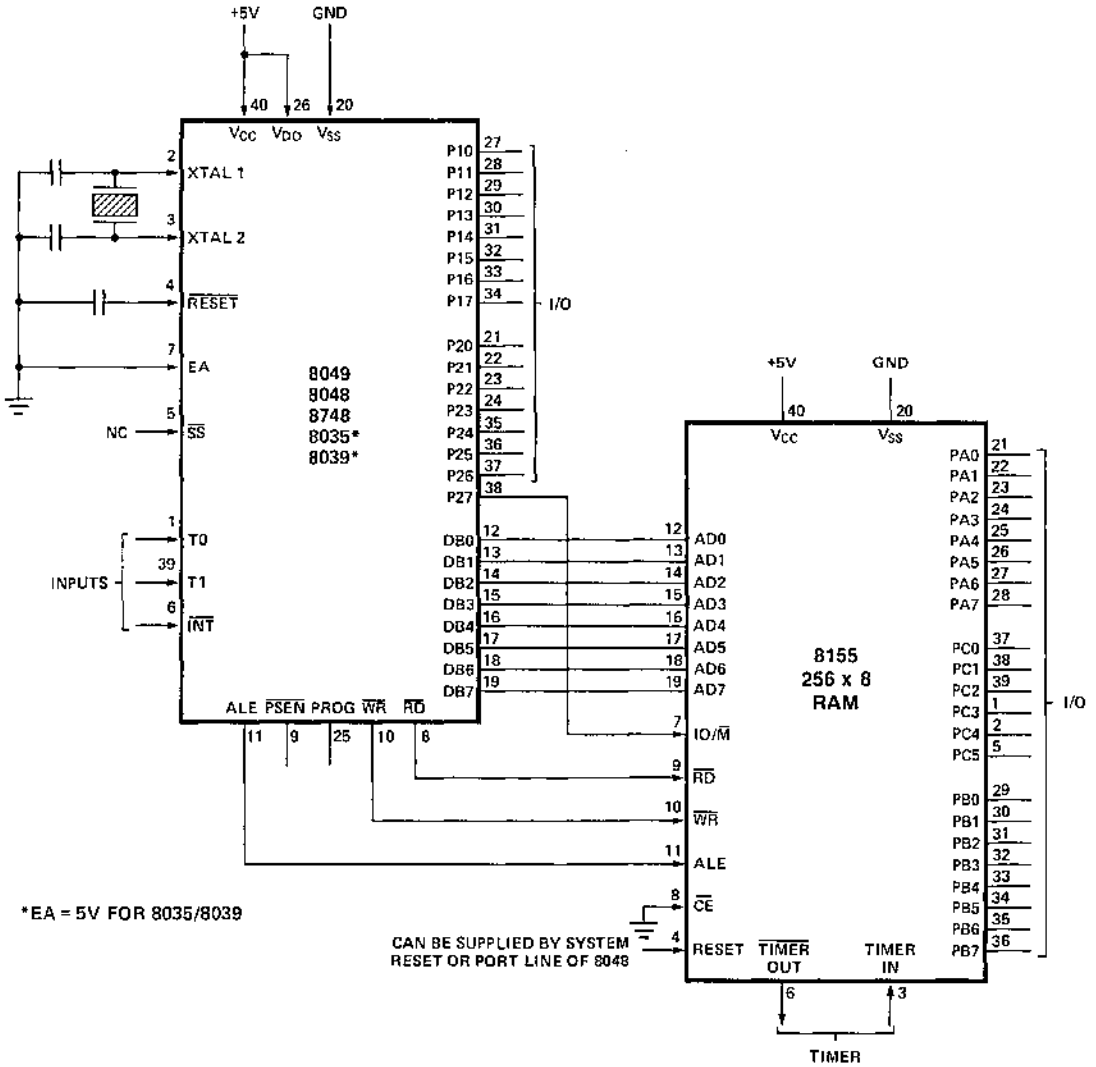 +5V
GND
40
26
20
VCC
VDD
VSS
2
XTAL 1
3
XTAL 2
4
RESET
7
EA
5
NC
SS
1
T0
39
T1
INPUTS
6
INT
8049
8048
8748
8035*
8039*
P10 27
P11 28
P12 29
P13 30
P14 31
P15 32
P16 33
P17 34
I/O
P20 21
P21 22
P22 23
P23 24
P24 35
P25 36
P26 37
P27 38
DB0 12
DB1 13
DB2 14
DB3 15
DB4 16
DB5 17
DB6 18
DB7 19
ALE PSEN PROG WR RD
11 9 25 10 8
+5V
GND
40
20
VCC
VSS
12 AD0
13 AD1
14 AD2
15 AD3
16 AD4
17 AD5
18 AD6
19 AD7
7 IO/M
9 RD
10 WR
11 ALE
8 CE
4 RESET
8155
256 x 8
RAM
PA0 21
PA1 22
PA2 23
PA3 24
PA4 25
PA5 26
PA6 27
PA7 28
PC0 37
PC1 38
PC2 39
PC3 1
PC4 2
PC5 5
I/O
PB0 29
PB1 30
PB2 31
PB3 32
PB4 33
PB5 34
PB6 35
PB7 36
TIMER
OUT
TIMER
IN
6
3
TIMER
*EA = 5V FOR 8035/8039
CAN BE SUPPLIED BY SYSTEM
RESET OR PORT LINE OF 8048